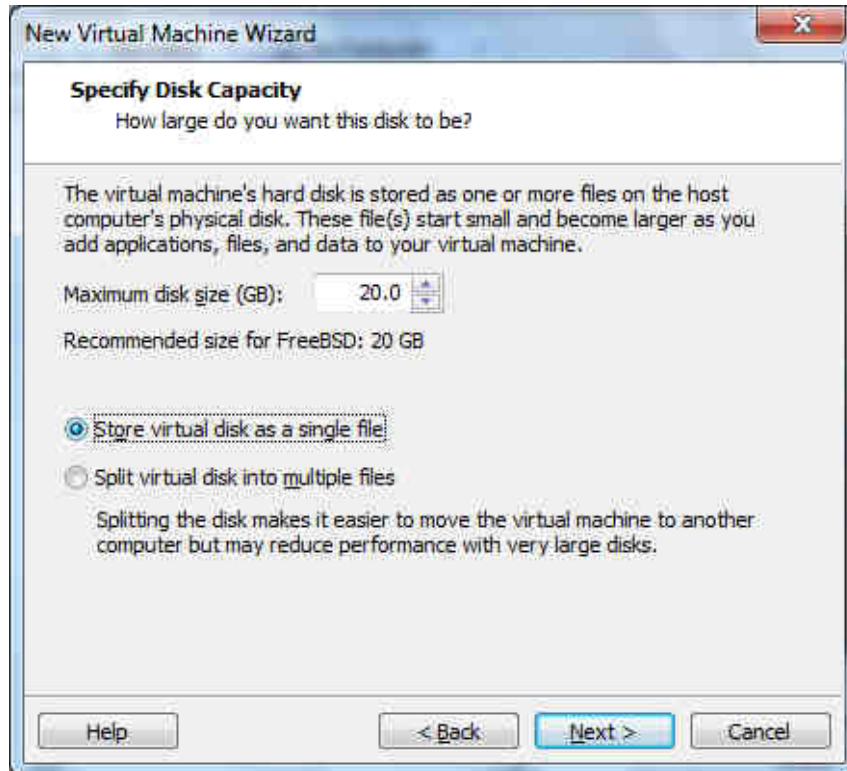 New Virtual Machine Wizard
Specify Disk Capacity
How large do you want this disk to be?
The virtual machine's hard disk is stored as one or more files on the host
computer's physical disk. These file(s) start small and become larger as you
add applications, files, and data to your virtual machine.
Maximum disk size (GB): 20.0
Recommended size for FreeBSD: 20 GB
Store virtual disk as a single file
Split virtual disk into multiple files
Splitting the disk makes it easier to move the virtual machine to another
computer but may reduce performance with very large disks.
Help < Back Next > Cancel